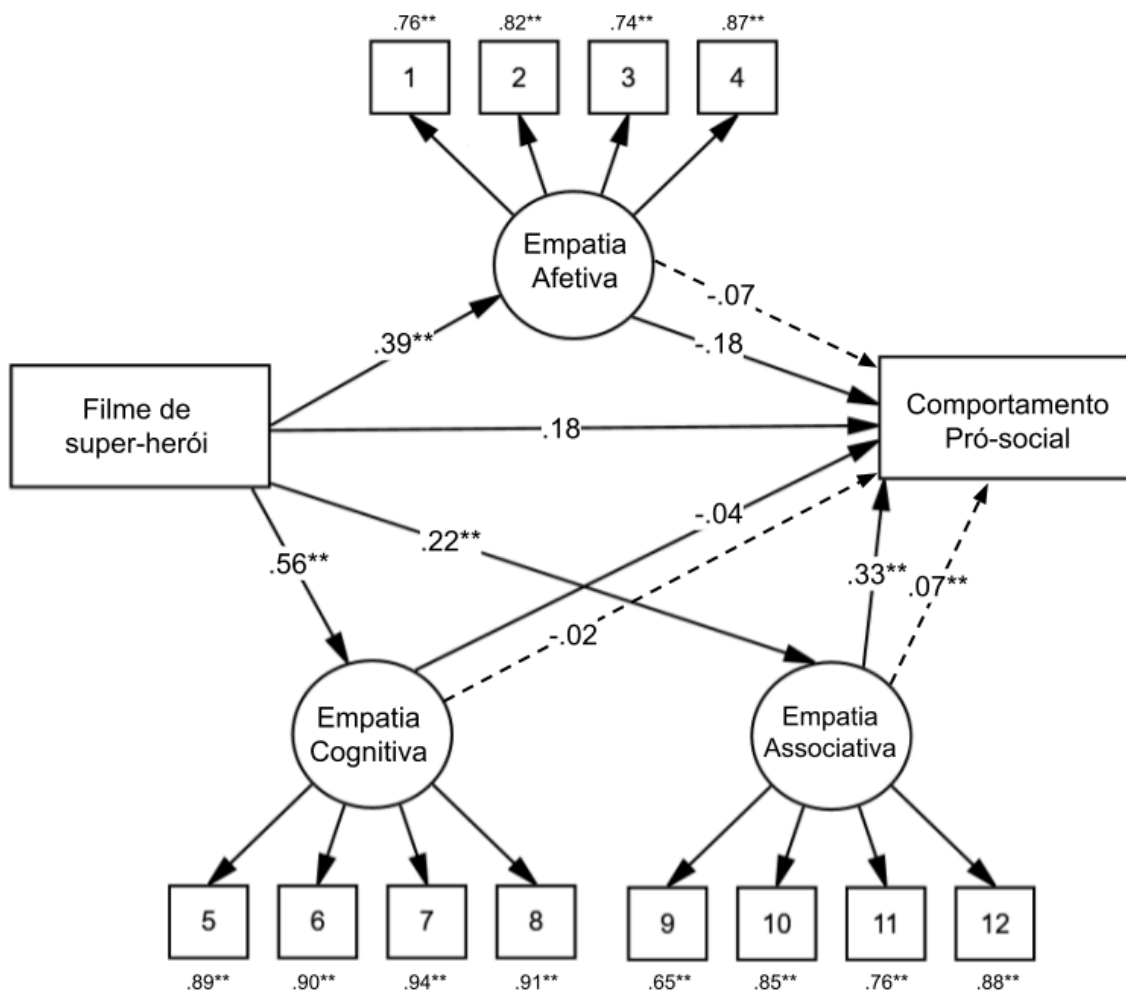 .76** .82** .74** .87**
1 2 3 4
Empatia
Afetiva
-.07
.39**
-.18
Filme de
super-herói
Comportamento
Pró-social
.18
-.04
.22**
.56**
.33**
.07**
-.02
Empatia
Cognitiva
Empatia
Associativa
5 6 7 8 9 10 11 12
.89** .90** .94** .91** .65** .85** .76** .88**